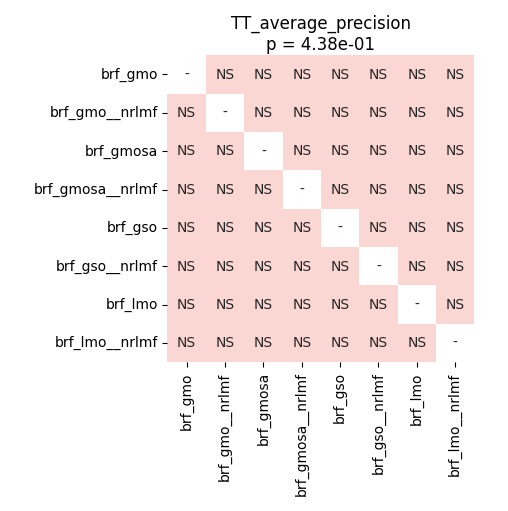 TT_average_precision
p = 4.38e-01
brf_gmo - NS NS NS NS NS NS NS
brf_gmo__nrlmf NS - NS NS NS NS NS NS
brf_gmosa NS NS - NS NS NS NS NS
brf_gmosa__nrlmf NS NS NS - NS NS NS NS
brf_gso NS NS NS NS - NS NS NS
brf_gso__nrlmf NS NS NS NS NS - NS NS
brf_lmo NS NS NS NS NS NS - NS
brf_lmo__nrlmf NS NS NS NS NS NS NS -
brf_gmo
brf_gmo__nrlmf
brf_gmosa
brf_gmosa__nrlmf
brf_gso
brf_gso__nrlmf
brf_lmo
brf_lmo__nrlmf